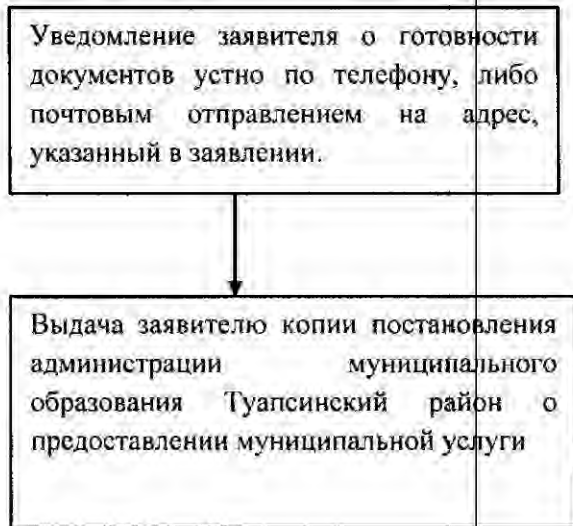 Уведомление заявителя о готовности
документов устно по телефону, либо
почтовым отправлением на адрес,
указанный в заявлении.
Выдача заявителю копии постановления
администрации муниципального
образования Туапсинский район о
предоставлении муниципальной услуги